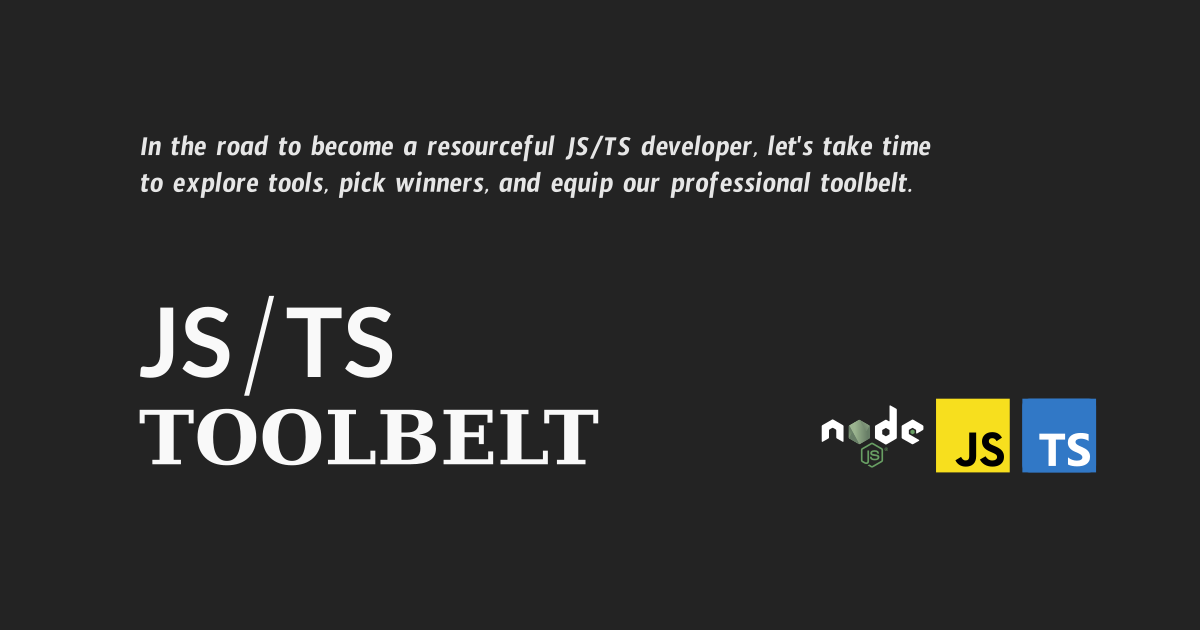 In the road to become a resourceful JS/TS developer, let's take time
to explore tools, pick winners, and equip our professional toolbelt.
JS/TS
TOOLBELT
node
JS
JS
TS